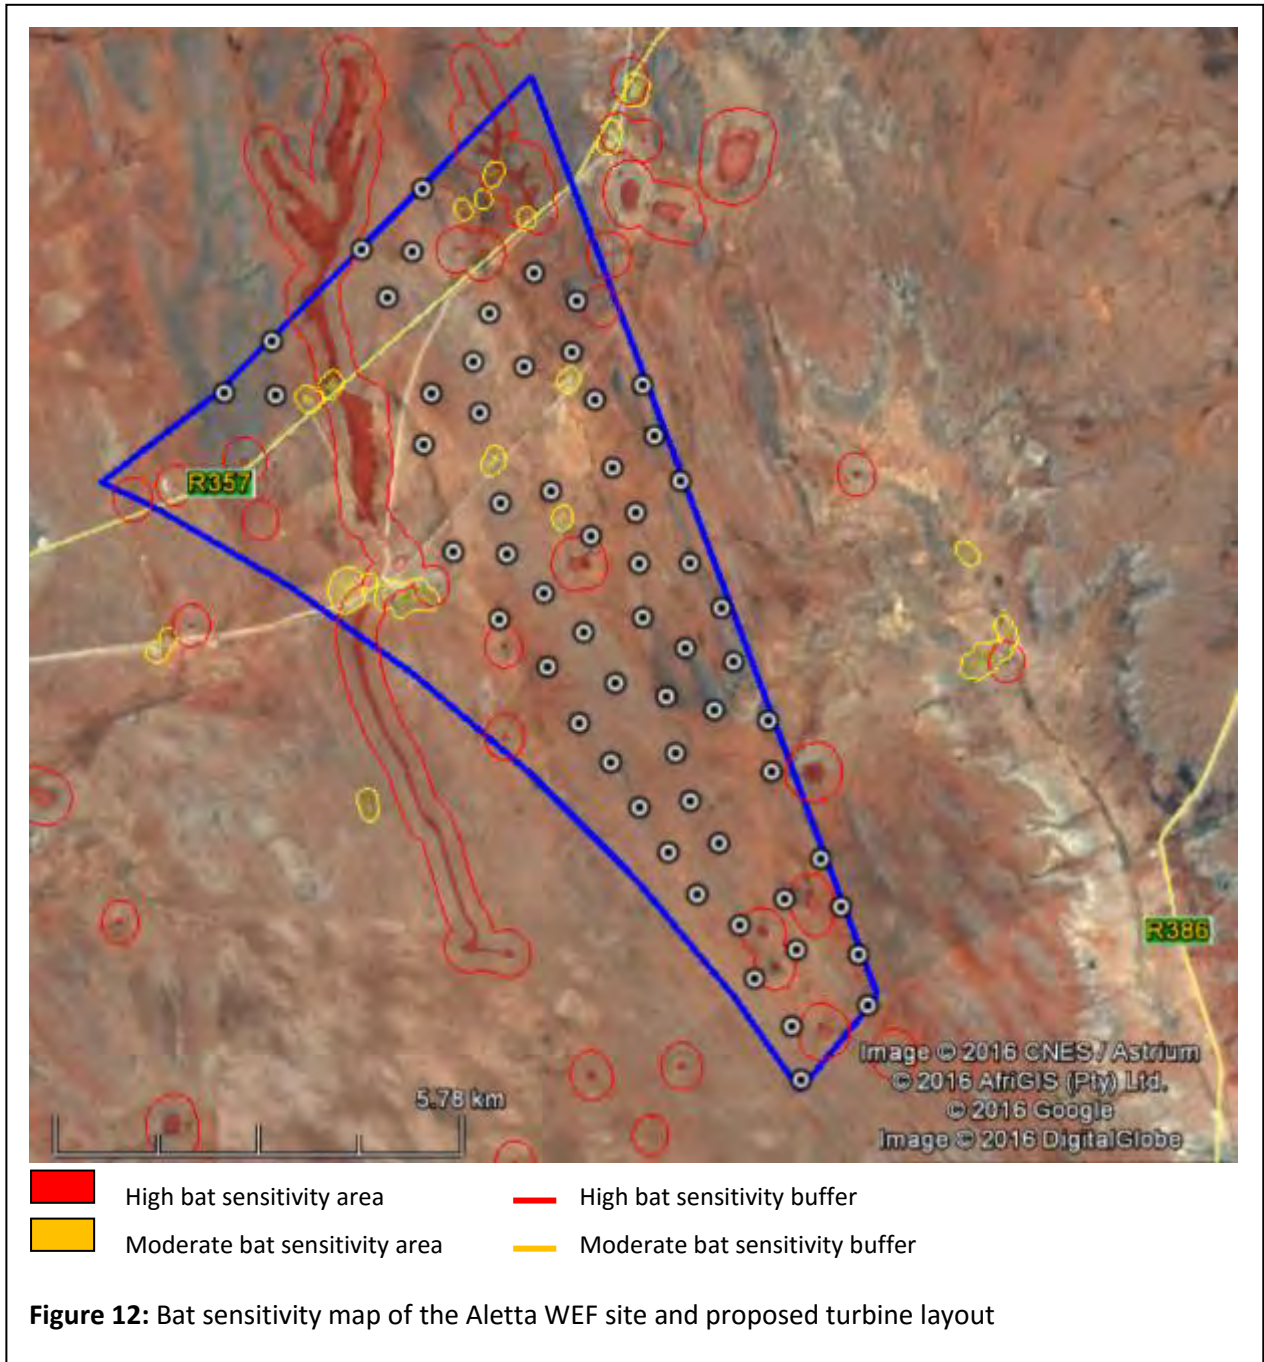 R357
R386
5.78 km
Image © 2016 CNES / Astrium
© 2016 AfriGIS (Pty) Ltd.
© 2016 Google
Image © 2016 DigitalGlobe
High bat sensitivity area
High bat sensitivity buffer
Moderate bat sensitivity area
Moderate bat sensitivity buffer
Figure 12: Bat sensitivity map of the Aletta WEF site and proposed turbine layout